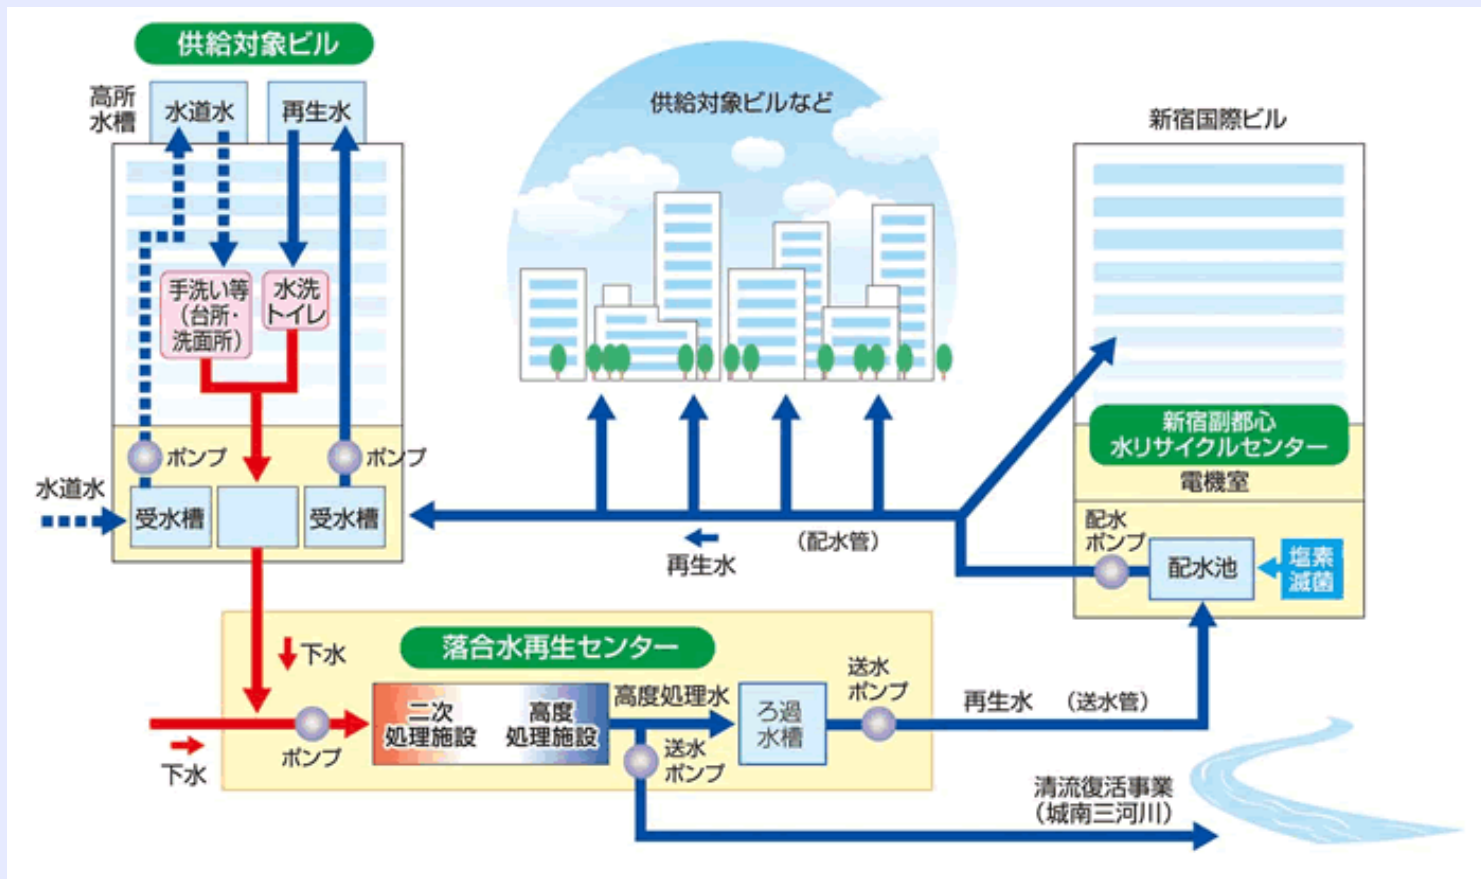 供給対象ビル
高所
水槽
水道水
再生水
手洗い等
（台所・
洗面所）
水洗
トイレ
ポンプ
ポンプ
水道水
受水槽
受水槽
供給対象ビルなど
再生水
（配水管）
新宿国際ビル
新宿副都心
水リサイクルセンター
電機室
配水
ポンプ
配水池
塩素
滅菌
落合水再生センター
下水
下水
ポンプ
二次
処理施設
高度
処理施設
高度処理水
送水
ポンプ
ろ過
水槽
送水
ポンプ
再生水
（送水管）
清流復活事業
（城南三河川）